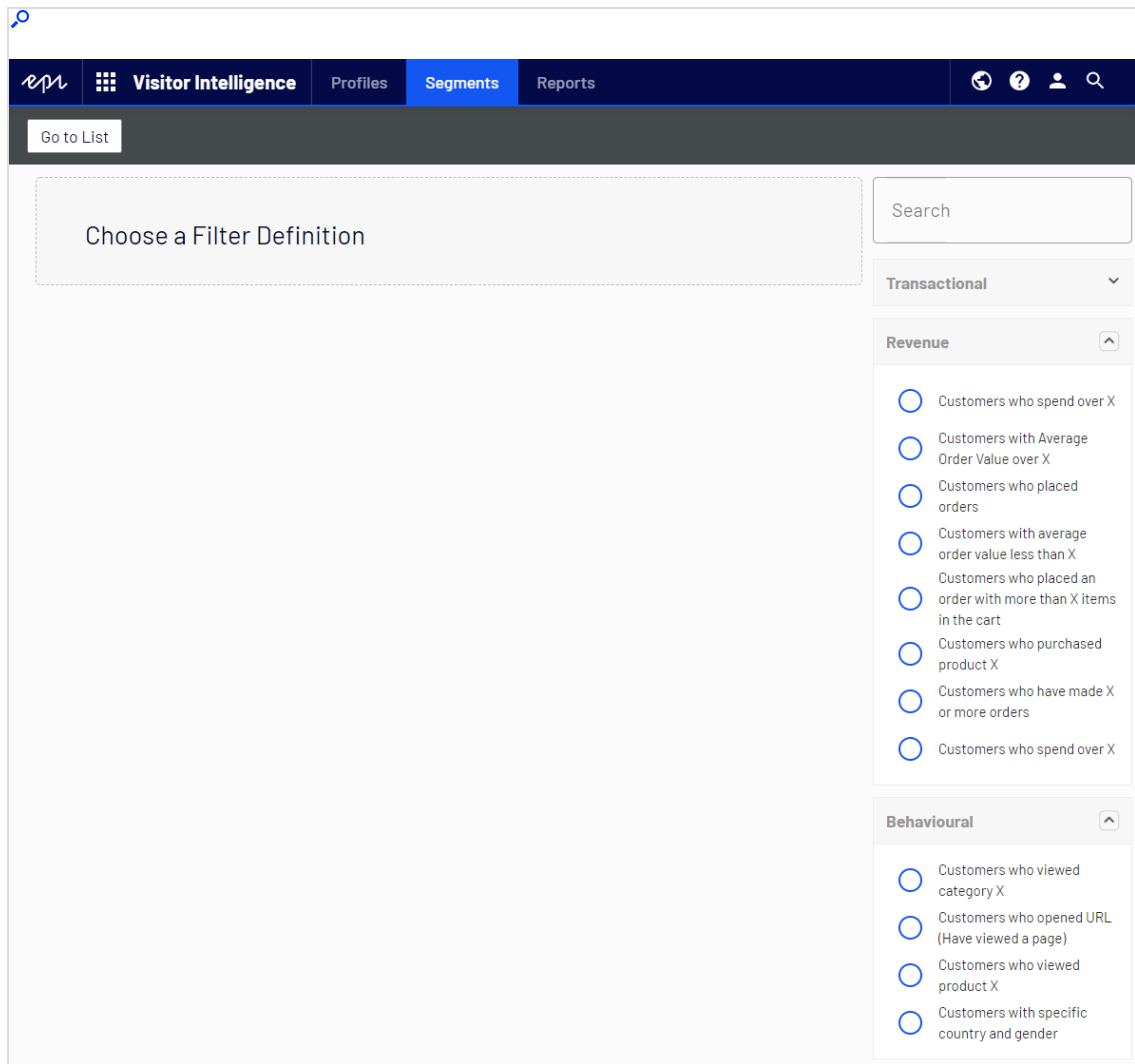 epi Visitor Intelligence Profiles Segments Reports
Go to List
Choose a Filter Definition
Search
Transactional
Revenue
Customers who spend over X
Customers with Average
Order Value over X
Customers who placed
orders
Customers with average
order value less than X
Customers who placed an
order with more than X items
in the cart
Customers who purchased
product X
Customers who have made X
or more orders
Customers who spend over X
Behavioural
Customers who viewed
category X
Customers who opened URL
(Have viewed a page)
Customers who viewed
product X
Customers with specific
country and gender